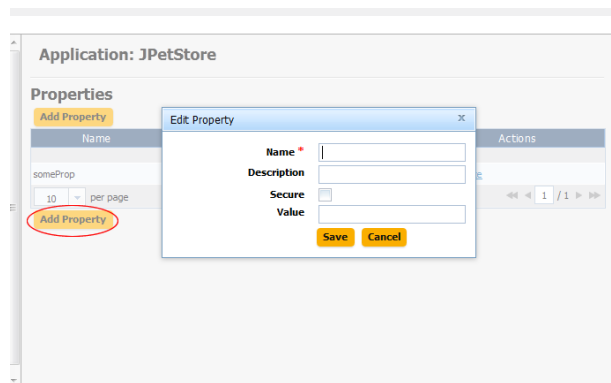 Application: JPetStore
Properties
Add Property
Edit Property x
Name Actions
Name *
Description
someProp
Secure
10 per page 1 / 1
Value
Add Property
Save Cancel